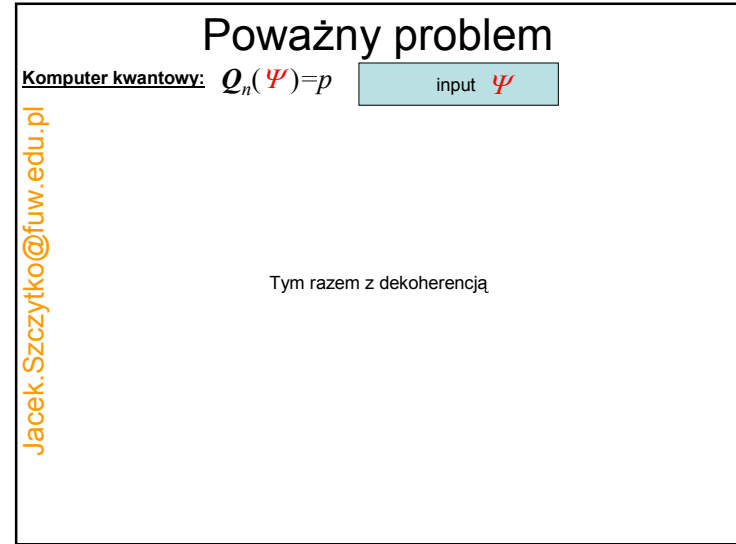 Poważny problem
Komputer kwantowy: Qn(Ψ)=p
input Ψ
Jacek.Szczytko@fuw.edu.pl
Tym razem z dekoherencją